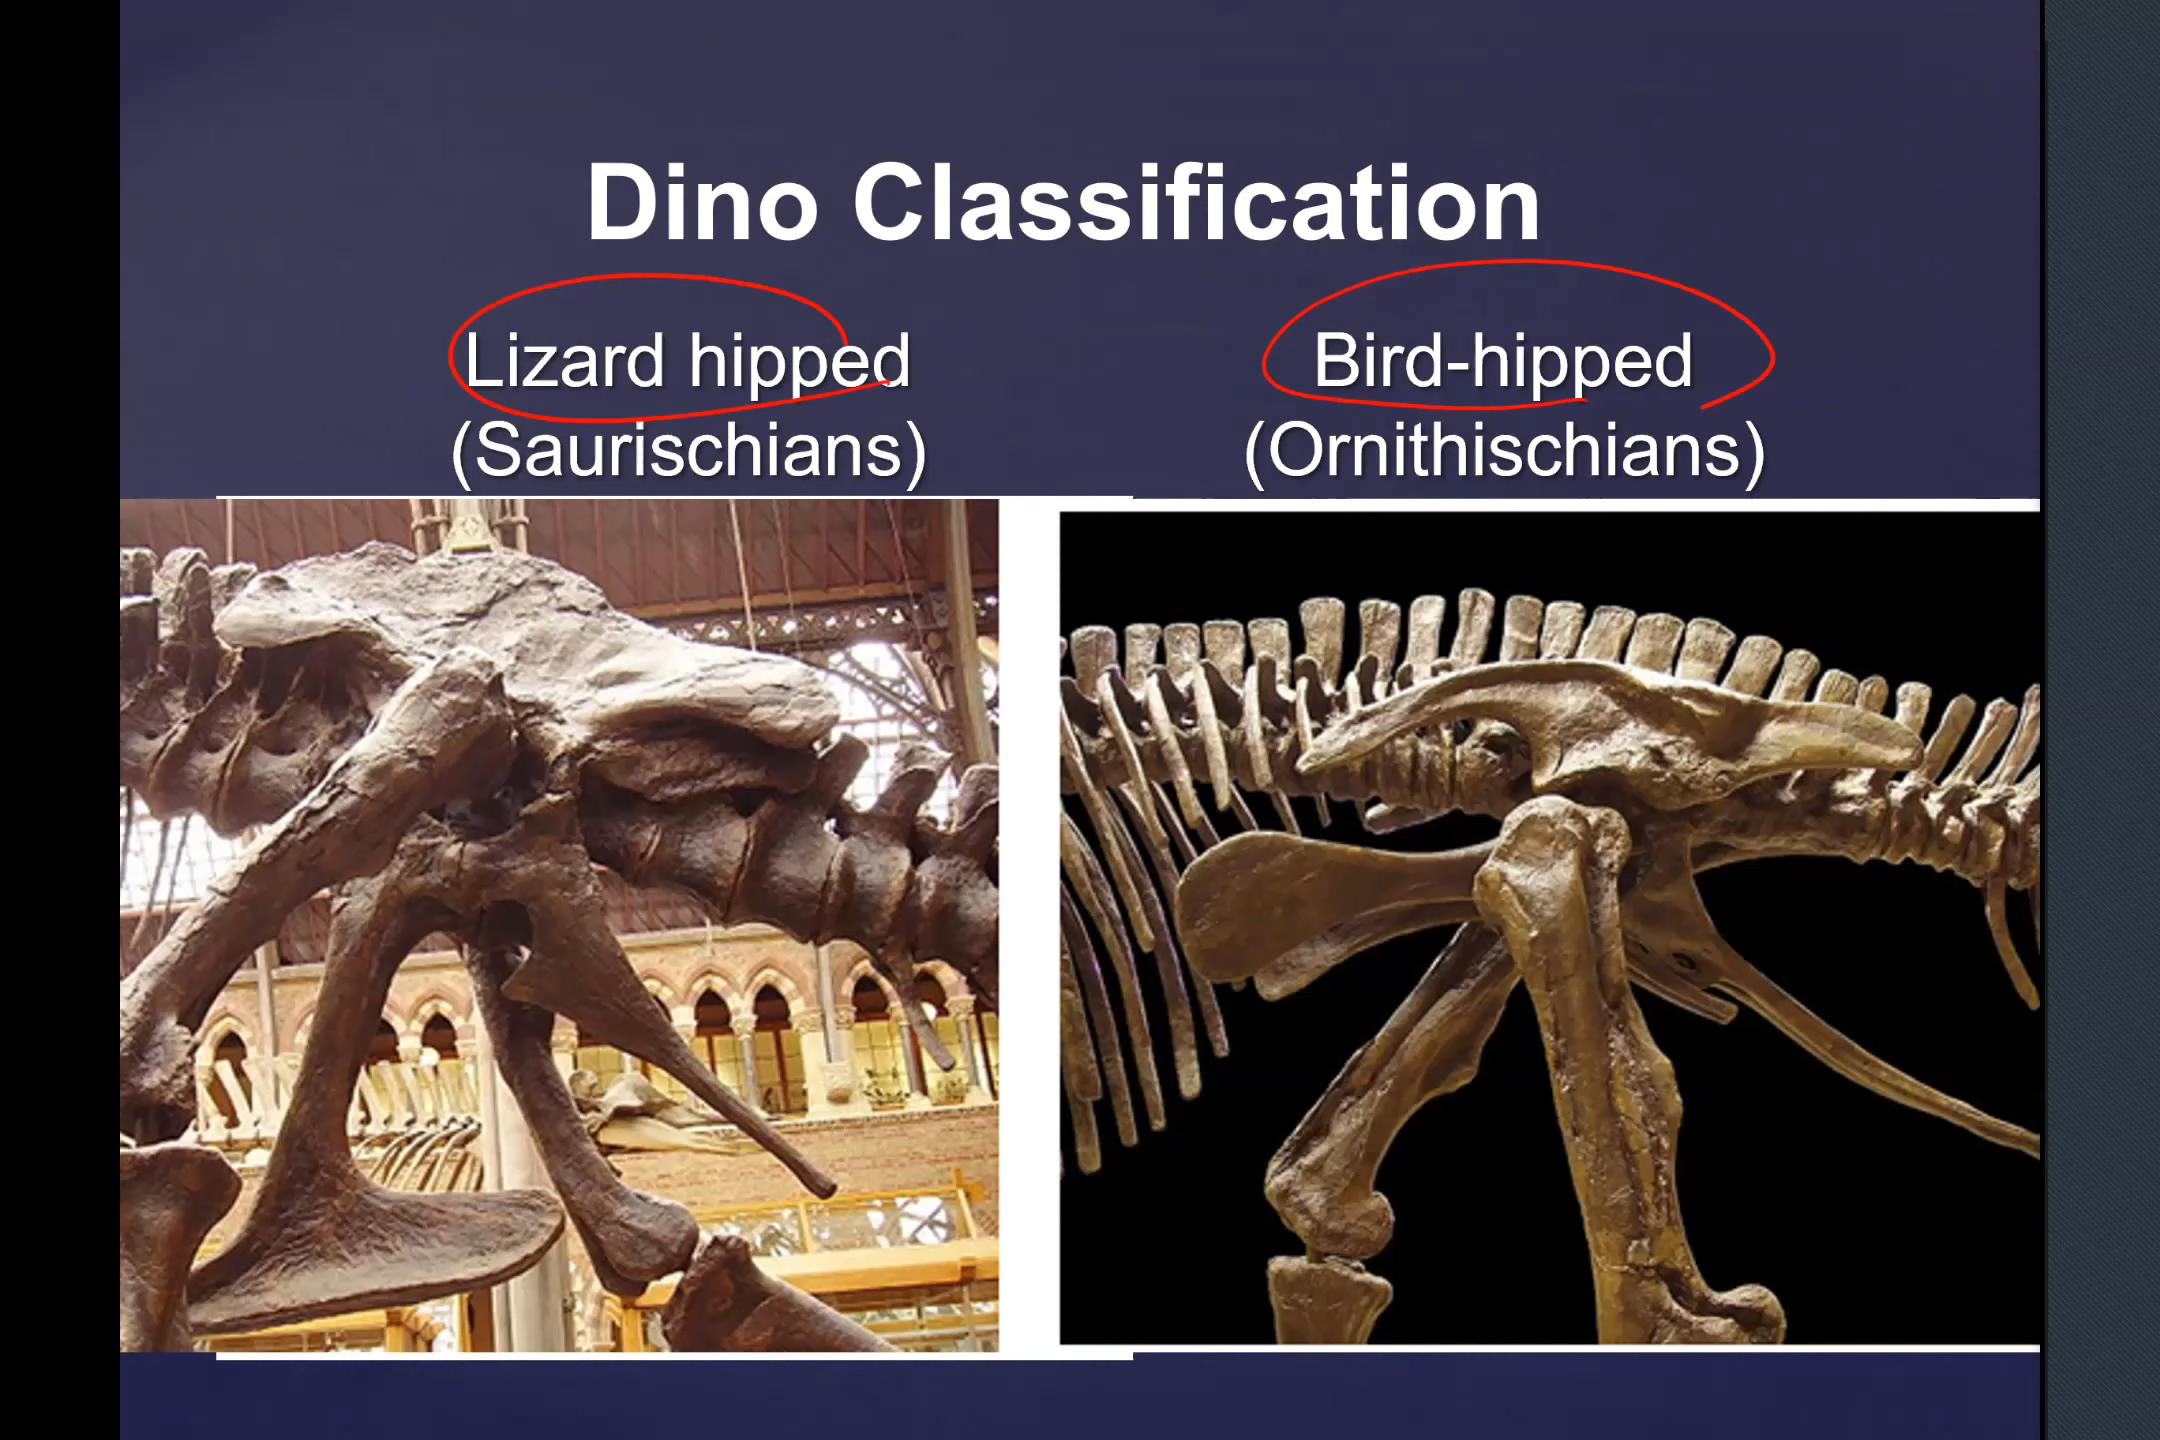 Dino Classification
Lizard hipped
(Saurischians)
Bird-hipped
(Ornithischians)